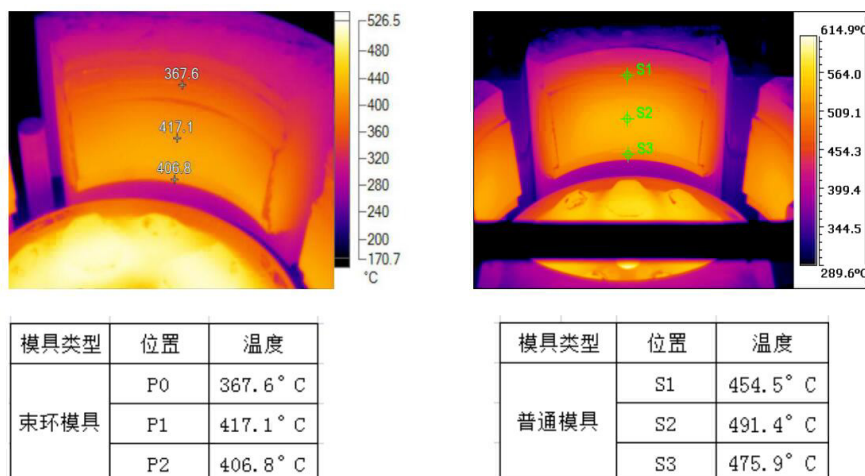 526.5
480
440
400
360
320
280
240
200
170.7
°C
367.6
417.1
406.8
614.9ºC
564.0
509.1
454.3
399.4
344.5
289.6ºC
S1
S2
S3
模具类型 位置 温度
束环模具 P0 367.6° C
P1 417.1° C
P2 406.8° C
模具类型 位置 温度
普通模具 S1 454.5° C
S2 491.4° C
S3 475.9° C